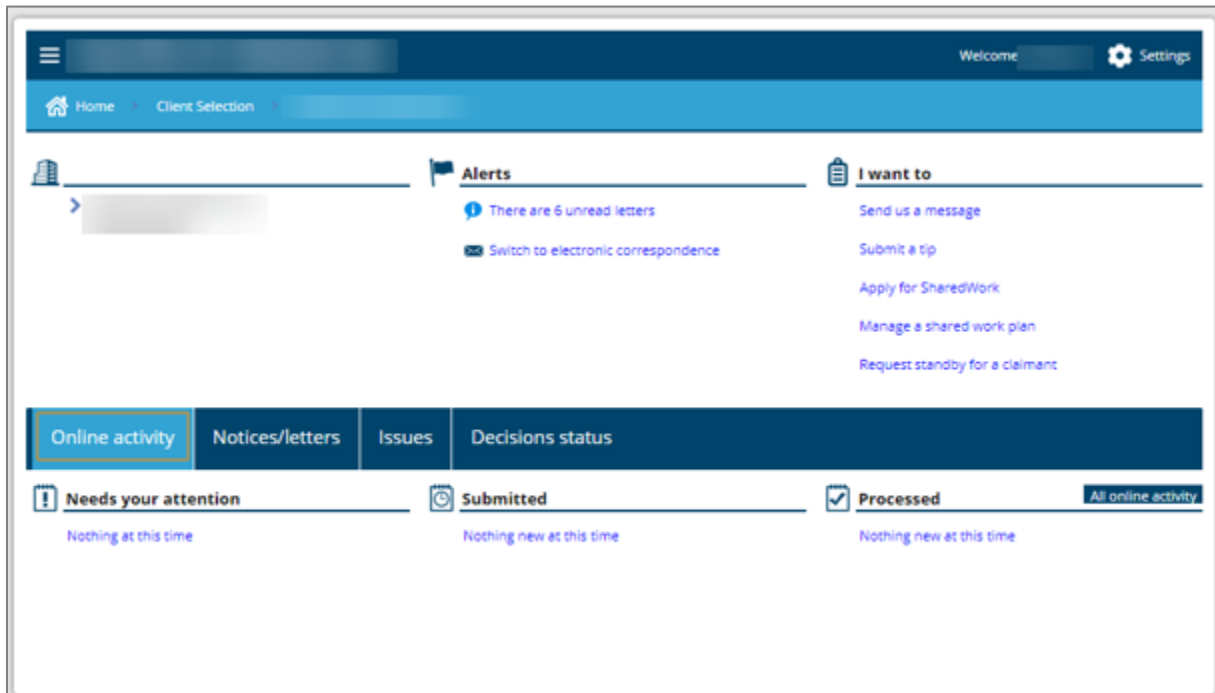 Welcome
Settings
Home
Client Selection
Alerts
There are 6 unread letters
Switch to electronic correspondence
I want to
Send us a message
Submit a tip
Apply for SharedWork
Manage a shared work plan
Request standby for a claimant
Online activity
Notices/letters
Issues
Decisions status
Needs your attention
Nothing at this time
Submitted
Nothing new at this time
Processed
All online activity
Nothing new at this time